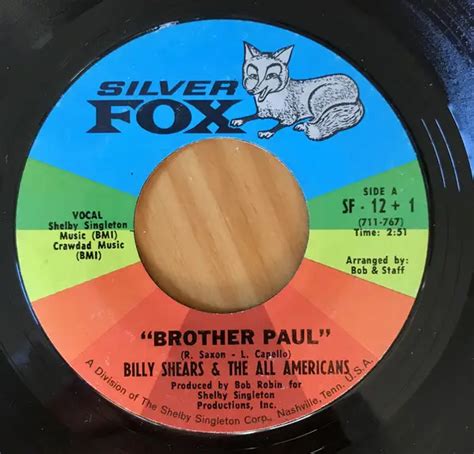 SILVER
FOX
VOCAL
Shelby Singleton
Music (BMI)
Crawdad Music
(BMI)
SIDE A
SF - 12 + 1
(711-767)
Time: 2:51
Arranged by:
Bob & Staff
"BROTHER PAUL"
(R. Saxon - L. Capello)
BILLY SHEARS & THE ALL AMERICANS
Produced by Bob Robin for
Shelby Singleton
Productions, Inc.
A Division of The Shelby Singleton Corp., Nashville, Tenn. U.S.A.